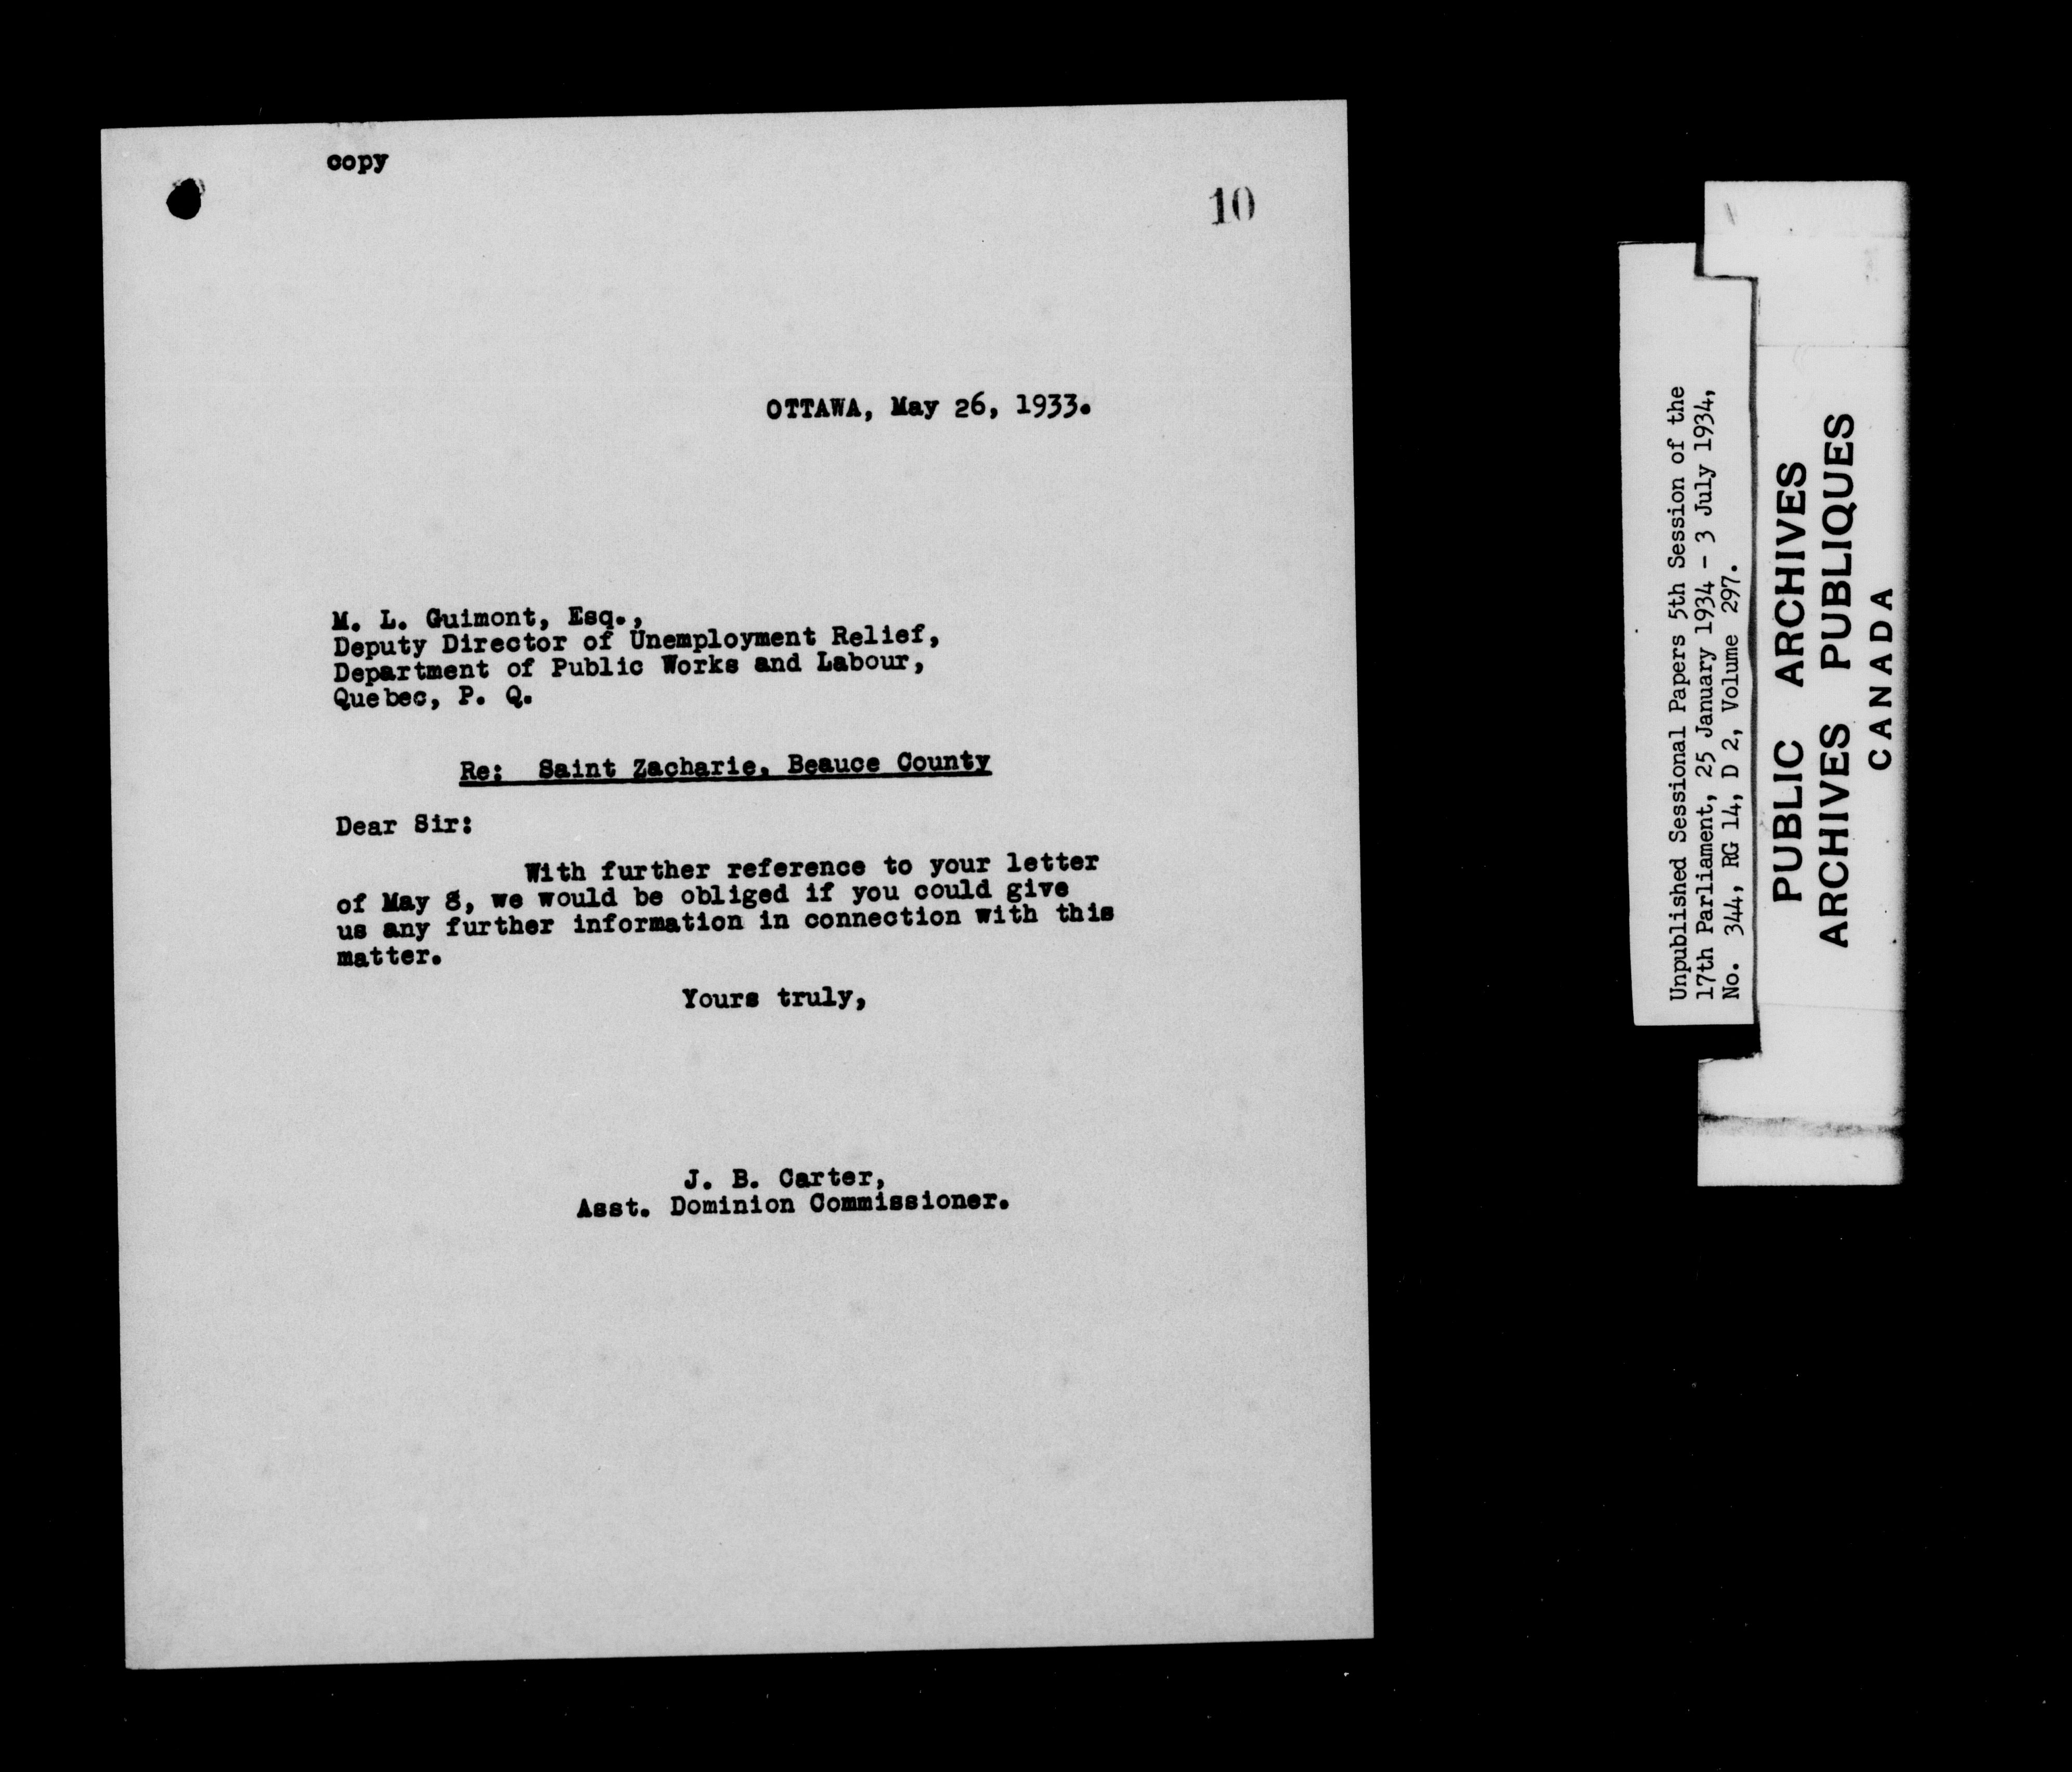 copy
10
OTTAWA, May 26, 1933.
M. L. Guimont, Esq.,
Deputy Director of Unemployment Relief,
Department of Public Works and Labour,
Quebec, P. Q.
Re: Saint Zacharie, Beauce County
Dear Sir:
With further reference to your letter
of May 8, we would be obliged if you could give
us any further information in connection with this
matter.
Yours truly,
J. B. Carter,
Asst. Dominion Commissioner.
Unpublished Sessional Papers 5th Session of the
17th Parliament, 25 January 1934 - 3 July 1934,
No. 344, RG 14, D 2, Volume 297.
PUBLIC ARCHIVES
ARCHIVES PUBLIQUES
CANADA